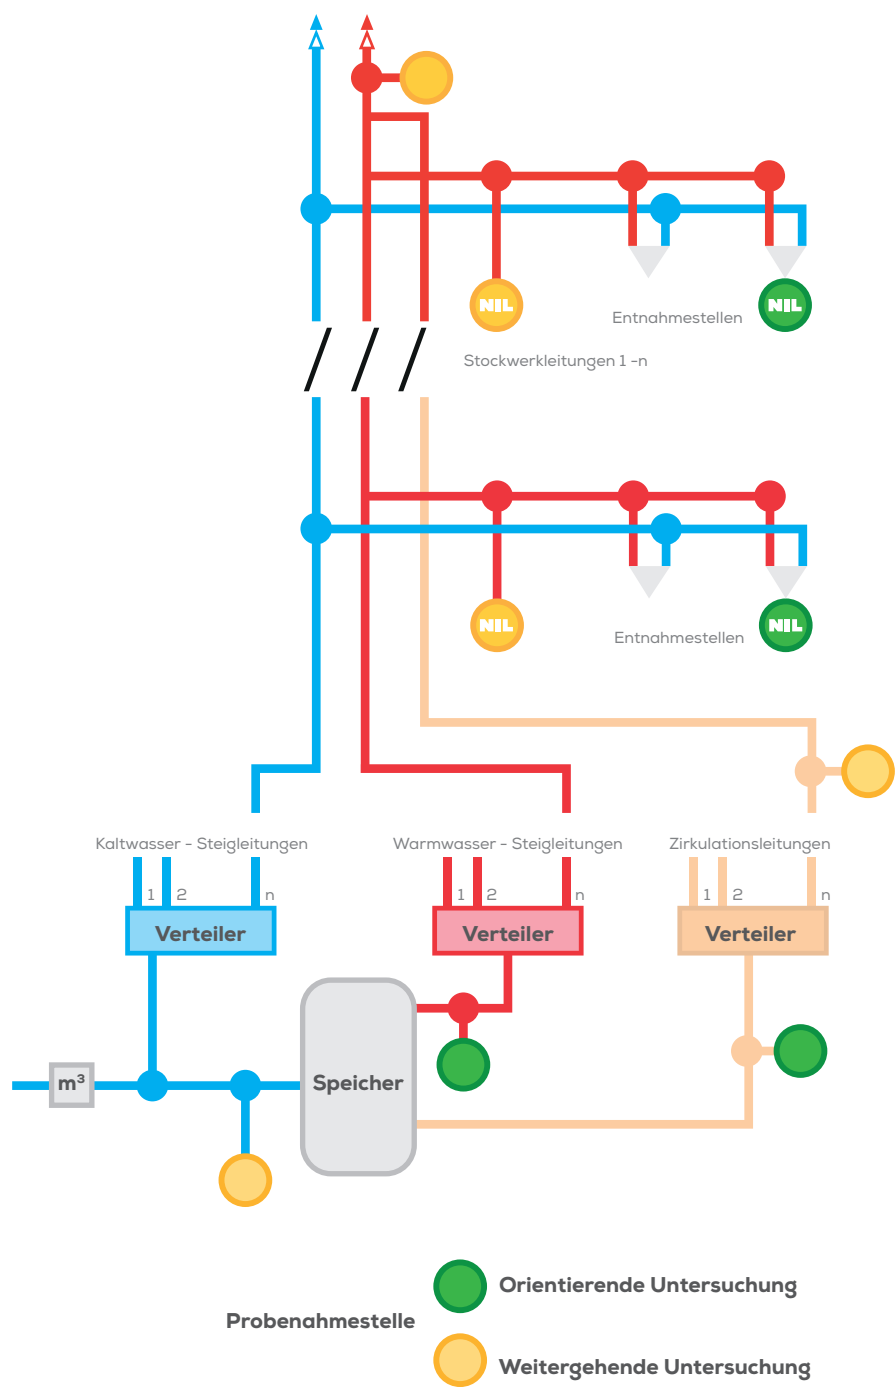 NIL
NIL
Entnahmestellen
Stockwerkleitungen 1 -n
NIL
NIL
Entnahmestellen
Kaltwasser - Steigleitungen
Warmwasser - Steigleitungen
Zirkulationsleitungen
1 2 n
1 2 n
1 2 n
Verteiler
Verteiler
Verteiler
m³
Speicher
Probenahmestelle
Orientierende Untersuchung
Weitergehende Untersuchung